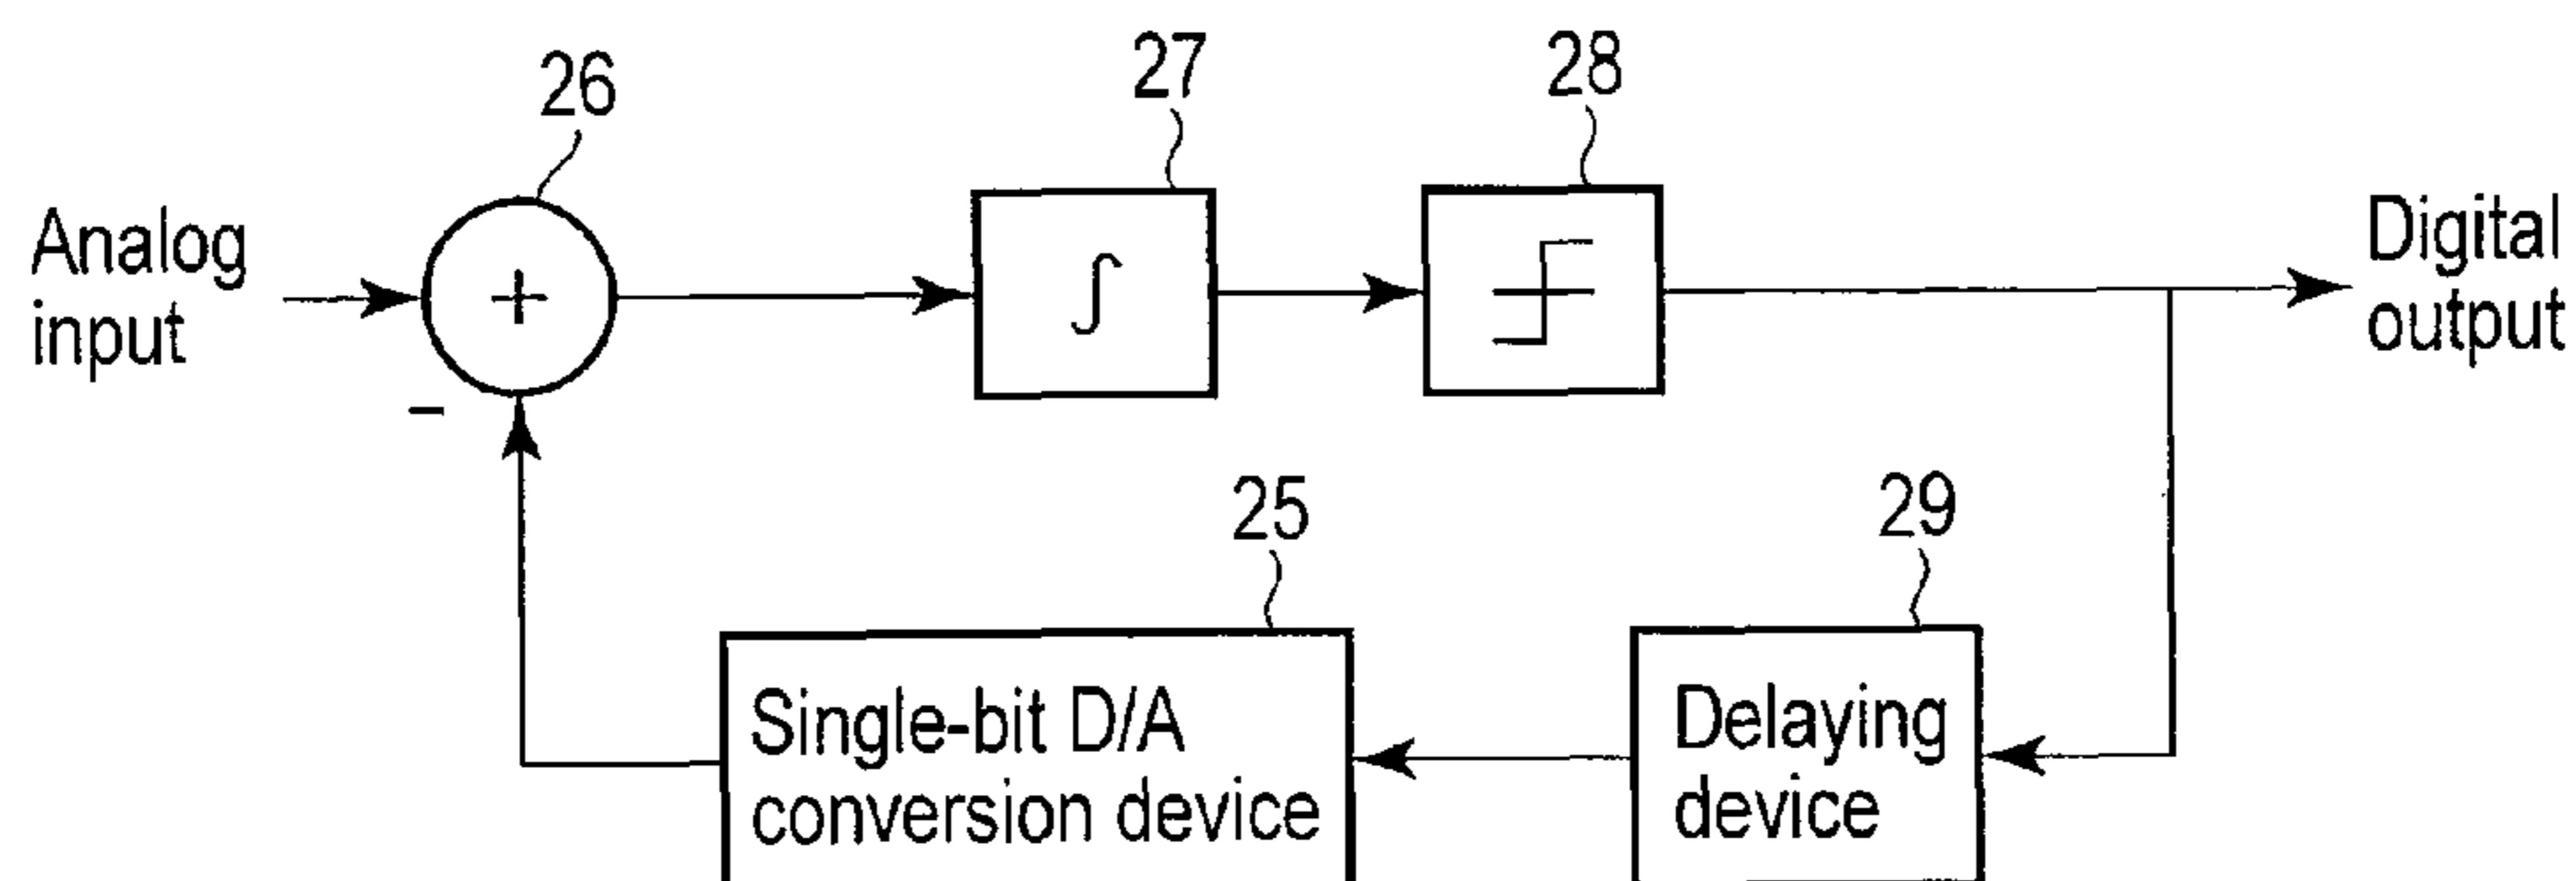 26
27
28
Analog
input
+
∫
Digital
output
-
25
29
Single-bit D/A
conversion device
Delaying
device